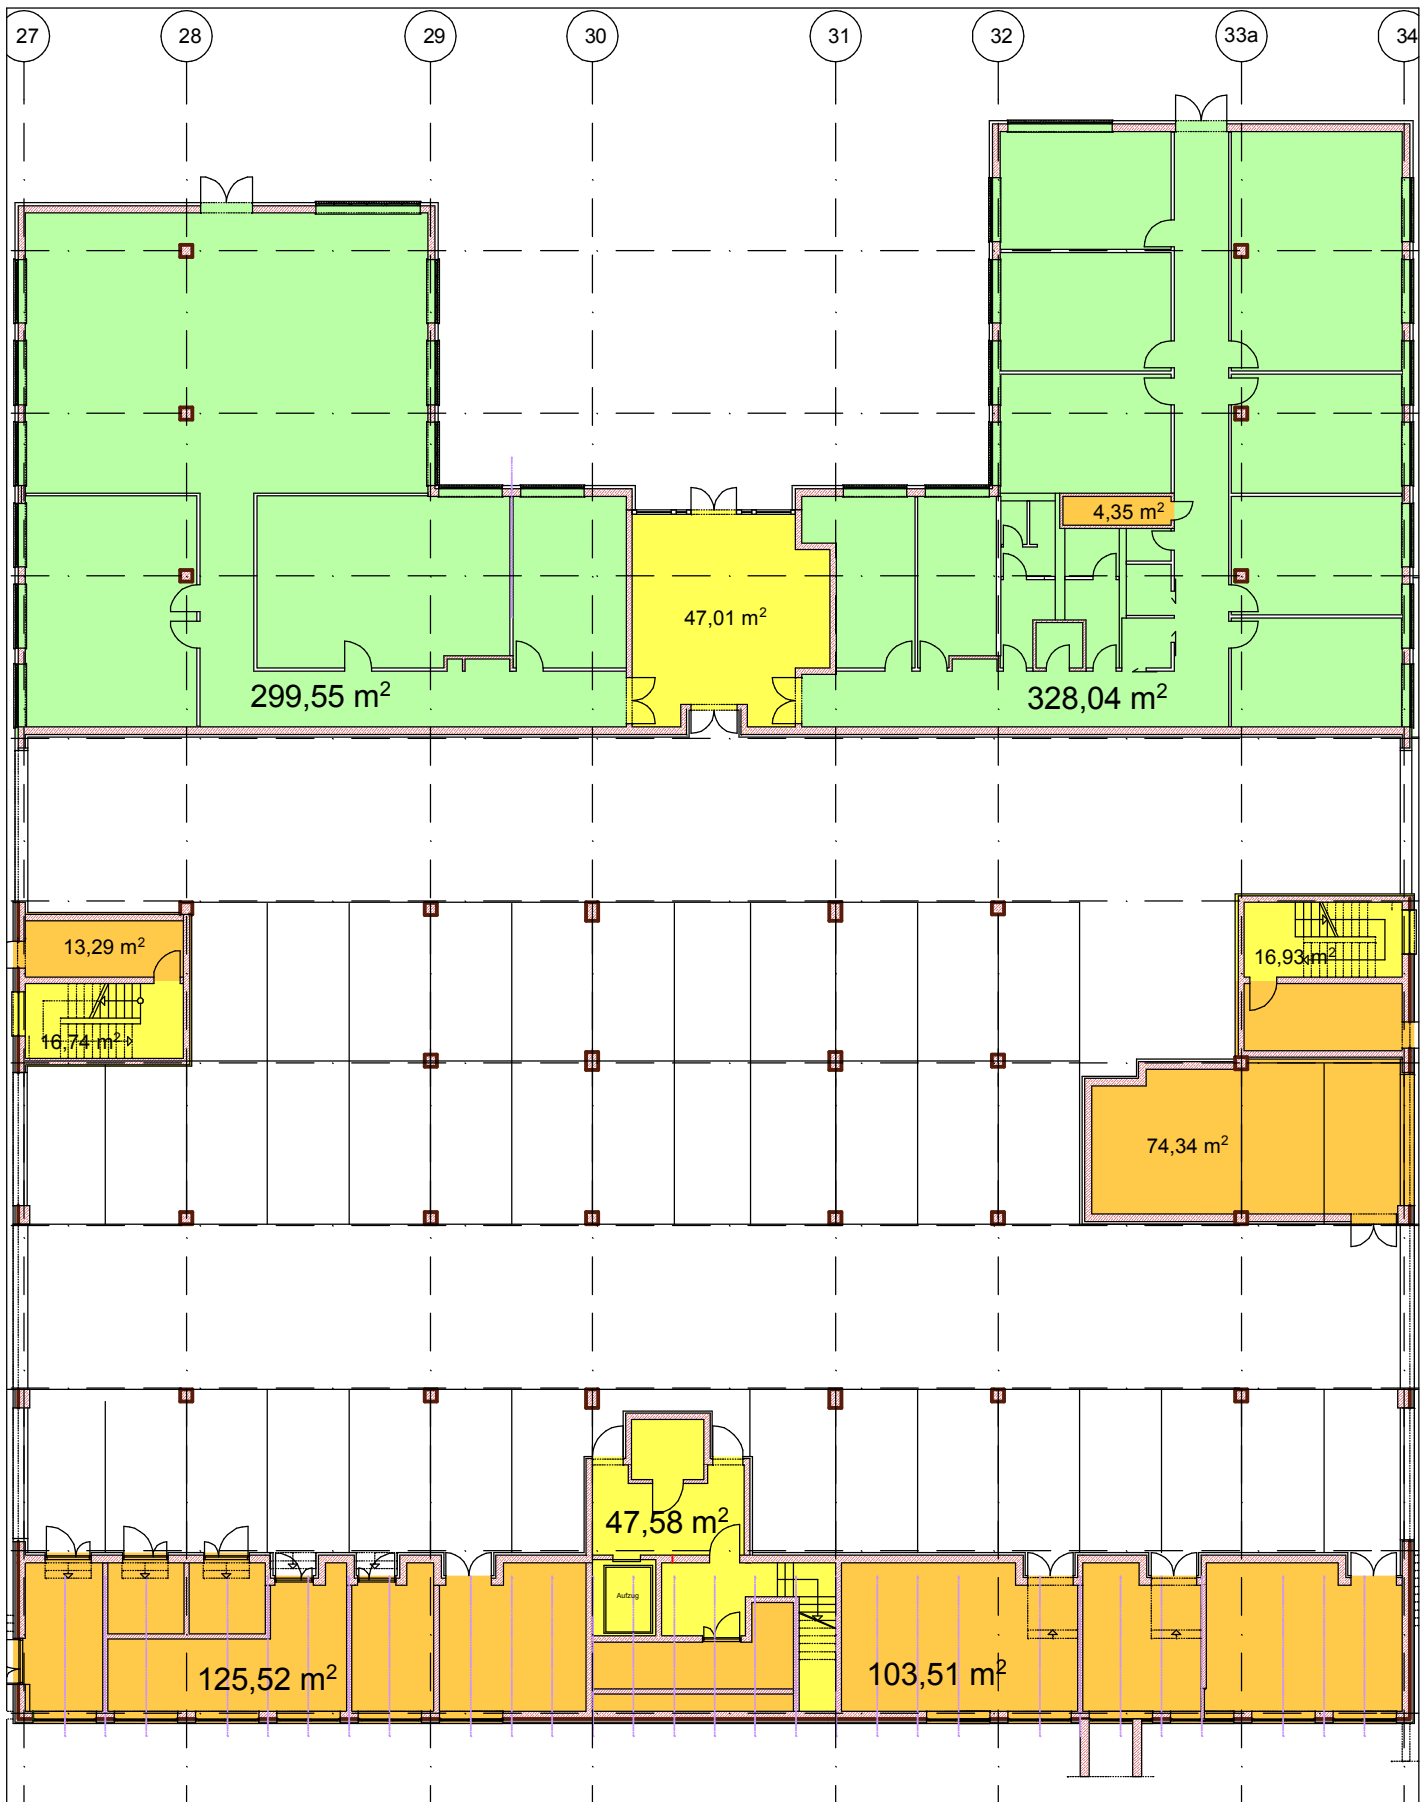 27 28 29 30 31 32 33a 34
4,35 m²
47,01 m²
299,55 m²
328,04 m²
13,29 m²
16,93 m²
16,74 m²
74,34 m²
47,58 m²
Aufzug
125,52 m²
103,51 m²